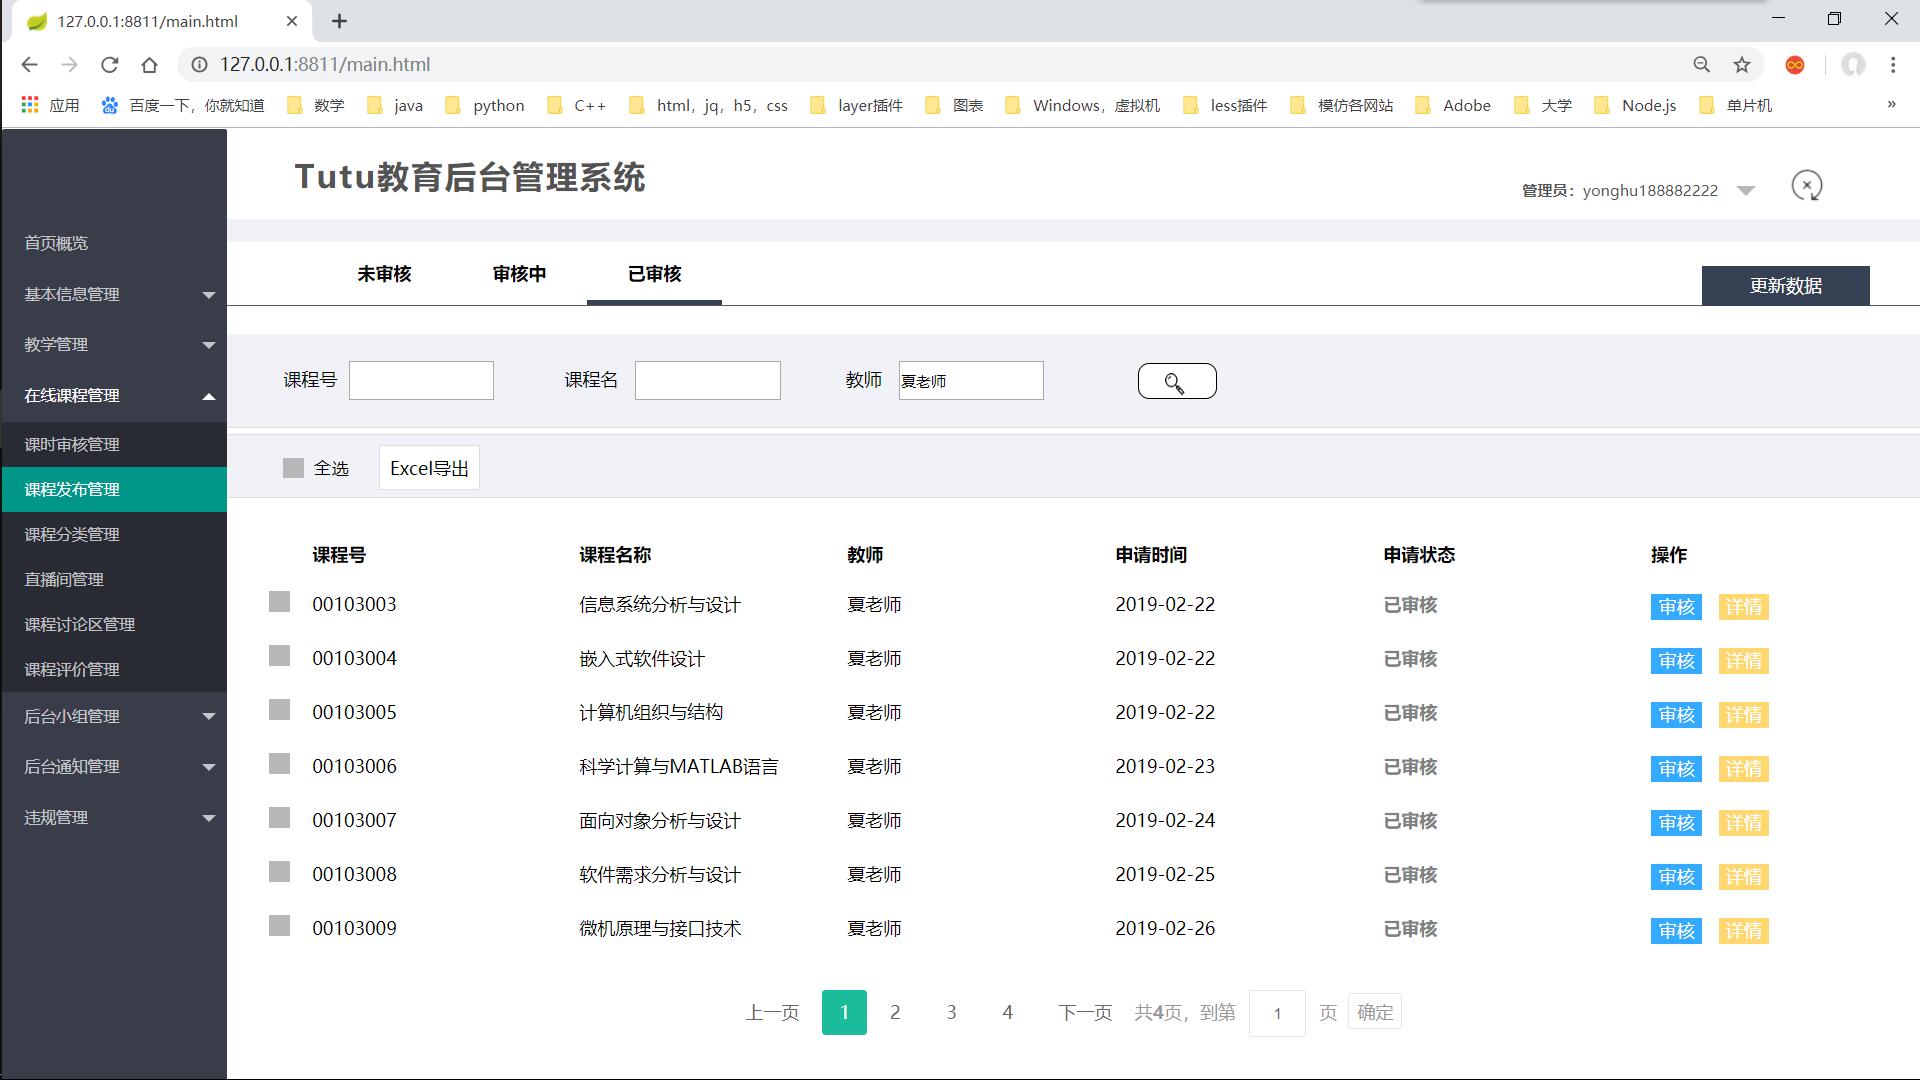 127.0.0.1:8811/main.html
127.0.0.1:8811/main.html
应用 百度一下，你就知道 数学 java python C++ html，jq，h5，css layer插件 图表 Windows，虚拟机 less插件 模仿各网站 Adobe 大学 Node.js 单片机 »
Tutu教育后台管理系统
管理员：yonghu188882222
首页概览
基本信息管理
教学管理
在线课程管理
课时审核管理
课程发布管理
课程分类管理
直播间管理
课程讨论区管理
课程评价管理
后台小组管理
后台通知管理
违规管理
未审核 审核中 已审核
更新数据
课程号 课程名 教师 夏老师
全选 Excel导出
课程号 课程名称 教师 申请时间 申请状态 操作
00103003 信息系统分析与设计 夏老师 2019-02-22 已审核 审核 详情
00103004 嵌入式软件设计 夏老师 2019-02-22 已审核 审核 详情
00103005 计算机组织与结构 夏老师 2019-02-22 已审核 审核 详情
00103006 科学计算与MATLAB语言 夏老师 2019-02-23 已审核 审核 详情
00103007 面向对象分析与设计 夏老师 2019-02-24 已审核 审核 详情
00103008 软件需求分析与设计 夏老师 2019-02-25 已审核 审核 详情
00103009 微机原理与接口技术 夏老师 2019-02-26 已审核 审核 详情
上一页 1 2 3 4 下一页 共4页，到第 1 页 确定